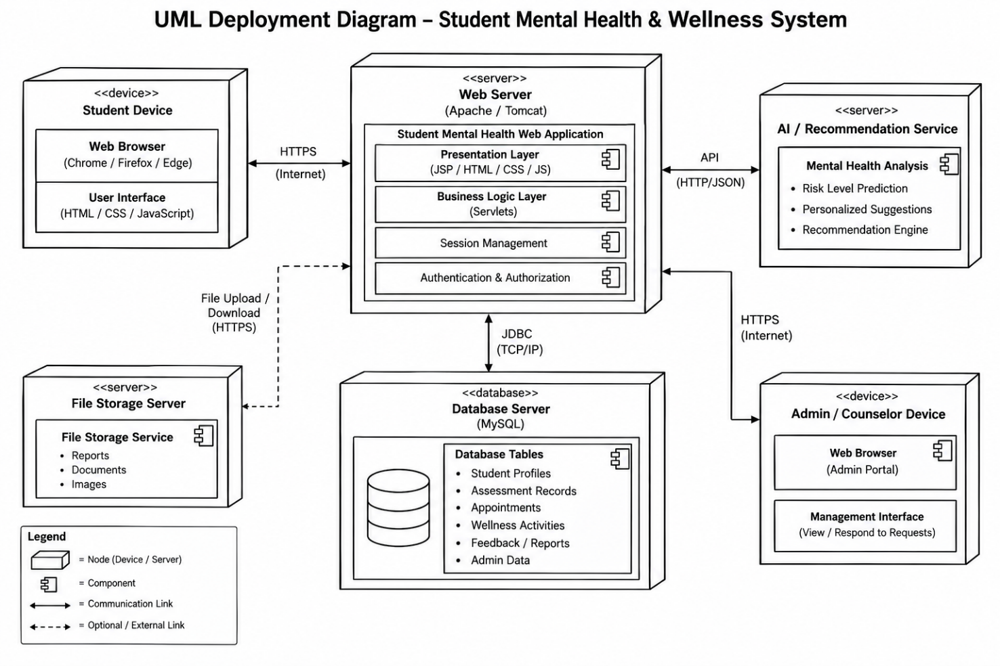 UML Deployment Diagram – Student Mental Health & Wellness System
<<device>>
Student Device
Web Browser
(Chrome / Firefox / Edge)
User Interface
(HTML / CSS / JavaScript)
HTTPS
(Internet)
<<server>>
Web Server
(Apache / Tomcat)
Student Mental Health Web Application
Presentation Layer
(JSP / HTML / CSS / JS)
Business Logic Layer
(Servlets)
Session Management
Authentication & Authorization
API
(HTTP/JSON)
<<server>>
AI / Recommendation Service
Mental Health Analysis
• Risk Level Prediction
• Personalized Suggestions
• Recommendation Engine
File Upload /
Download
(HTTPS)
JDBC
(TCP/IP)
HTTPS
(Internet)
<<server>>
File Storage Server
File Storage Service
• Reports
• Documents
• Images
<<database>>
Database Server
(MySQL)
Database Tables
• Student Profiles
• Assessment Records
• Appointments
• Wellness Activities
• Feedback / Reports
• Admin Data
<<device>>
Admin / Counselor Device
Web Browser
(Admin Portal)
Management Interface
(View / Respond to Requests)
Legend
= Node (Device / Server)
= Component
= Communication Link
= Optional / External Link